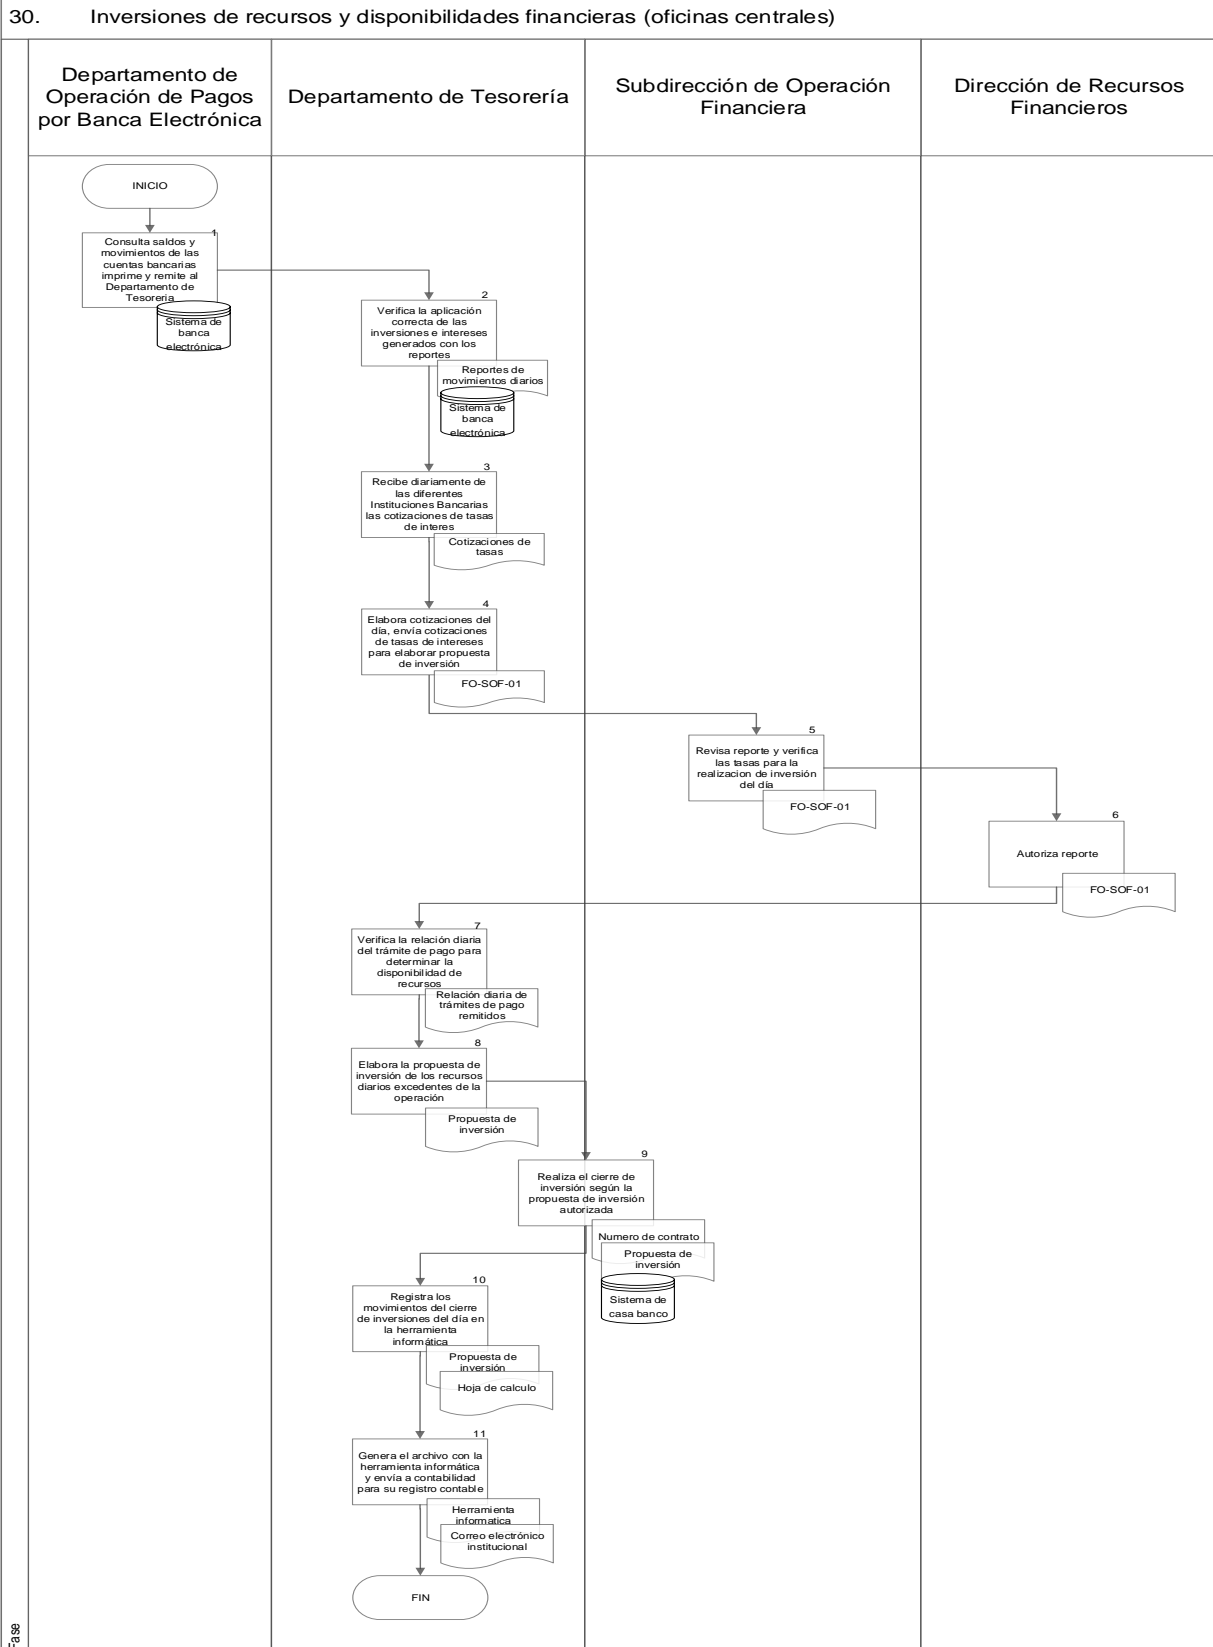 30. Inversiones de recursos y disponibilidades financieras (oficinas centrales)
Departamento de
Operación de Pagos
por Banca Electrónica
Departamento de Tesorería
Subdirección de Operación
Financiera
Dirección de Recursos
Financieros
INICIO
1
Consulta saldos y
movimientos de las
cuentas bancarias
imprime y remite al
Departamento de
Tesoreria
Sistema de
banca
electrónica
2
Verifica la aplicación
correcta de las
inversiones e intereses
generados con los
reportes
Reportes de
movimientos diarios
Sistema de
banca
electrónica
3
Recibe diariamente de
las diferentes
Instituciones Bancarias
las cotizaciones de tasas
de interes
Cotizaciones de
tasas
4
Elabora cotizaciones del
día, envía cotizaciones
de tasas de intereses
para elaborar propuesta
de inversión
FO-SOF-01
5
Revisa reporte y verifica
las tasas para la
realizacion de inversión
del día
FO-SOF-01
6
Autoriza reporte
FO-SOF-01
7
Verifica la relación diaria
del trámite de pago para
determinar la
disponibilidad de
recursos
Relación diaria de
trámites de pago
remitidos
8
Elabora la propuesta de
inversión de los recursos
diarios excedentes de la
operación
Propuesta de
inversión
9
Realiza el cierre de
inversión según la
propuesta de inversión
autorizada
Numero de contrato
Propuesta de
inversión
Sistema de
casa banco
10
Registra los
movimientos del cierre
de inversiones del día en
la herramienta
informática
Propuesta de
inversión
Hoja de calculo
11
Genera el archivo con la
herramienta informática
y envía a contabilidad
para su registro contable
Herramienta
informatica
Correo electrónico
institucional
FIN
Fase